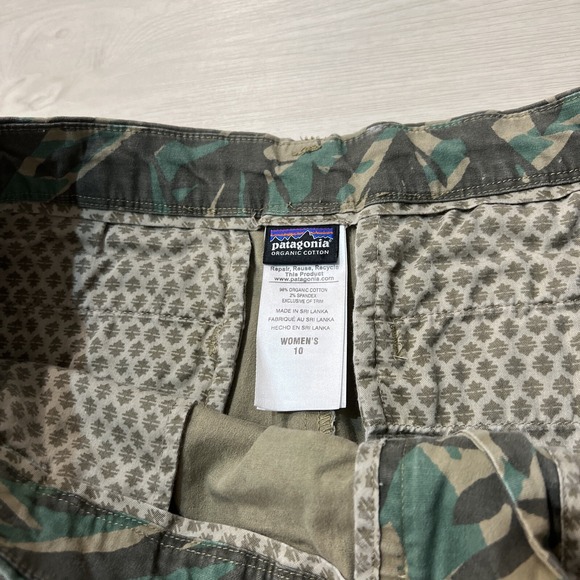 patagonia
ORGANIC COTTON
Repair, Reuse, Recycle
This Product
www.patagonia.com
98% ORGANIC COTTON
2% SPANDEX
EXCLUSIVE OF TRIM
MADE IN SRI LANKA
FABRIQUÉ AU SRI LANKA
HECHO EN SRI LANKA
WOMEN'S
10